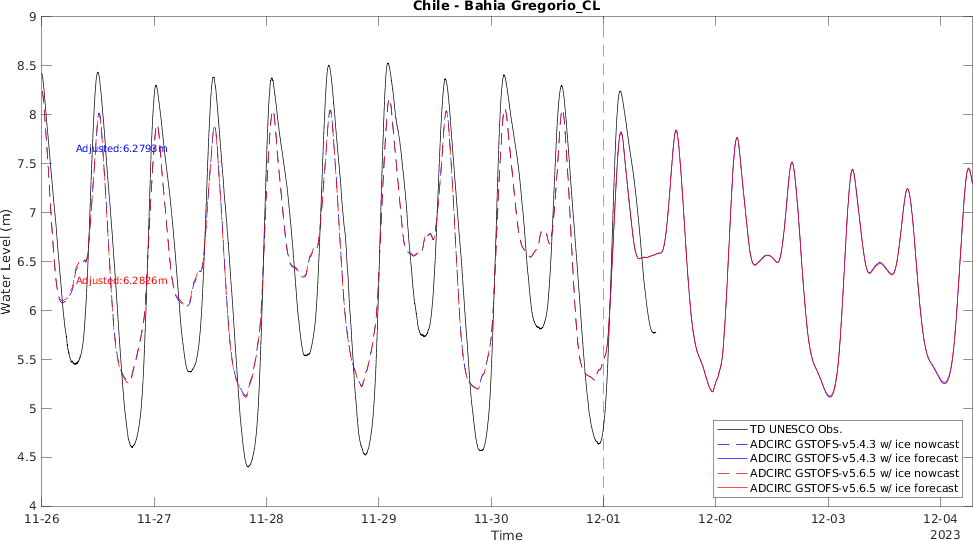 Chile - Bahia Gregorio_CL
9
8.5
8
7.5
7
6.5
6
5.5
5
4.5
4
Water Level (m)
Adjusted:6.2793m
Adjusted:6.2826m
TD UNESCO Obs.
ADCIRC GSTOFS-v5.4.3 w/ ice nowcast
ADCIRC GSTOFS-v5.4.3 w/ ice forecast
ADCIRC GSTOFS-v5.6.5 w/ ice nowcast
ADCIRC GSTOFS-v5.6.5 w/ ice forecast
11-26 11-27 11-28 11-29 11-30 12-01 12-02 12-03 12-04
Time
2023